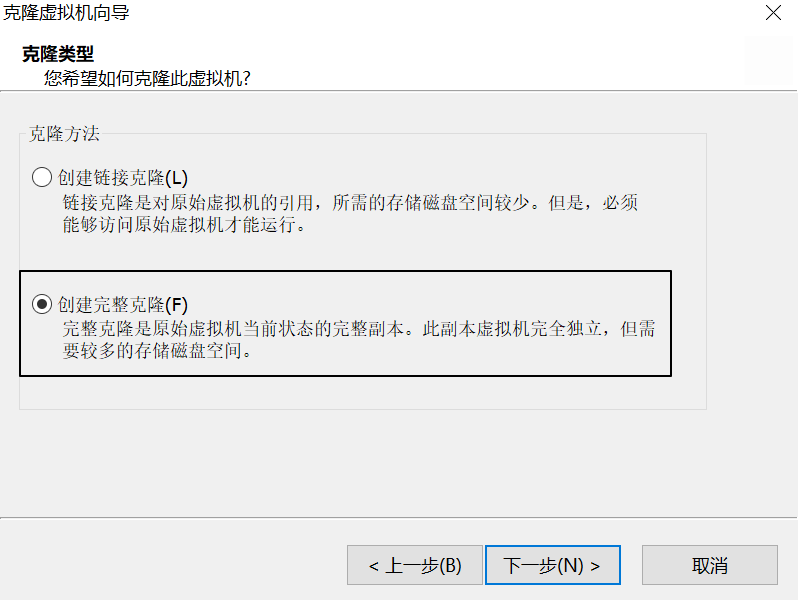 克隆虚拟机向导
克隆类型
您希望如何克隆此虚拟机?
克隆方法
创建链接克隆(L)
链接克隆是对原始虚拟机的引用，所需的存储磁盘空间较少。但是，必须
能够访问原始虚拟机才能运行。
创建完整克隆(F)
完整克隆是原始虚拟机当前状态的完整副本。此副本虚拟机完全独立，但需
要较多的存储磁盘空间。
< 上一步(B) 下一步(N) > 取消